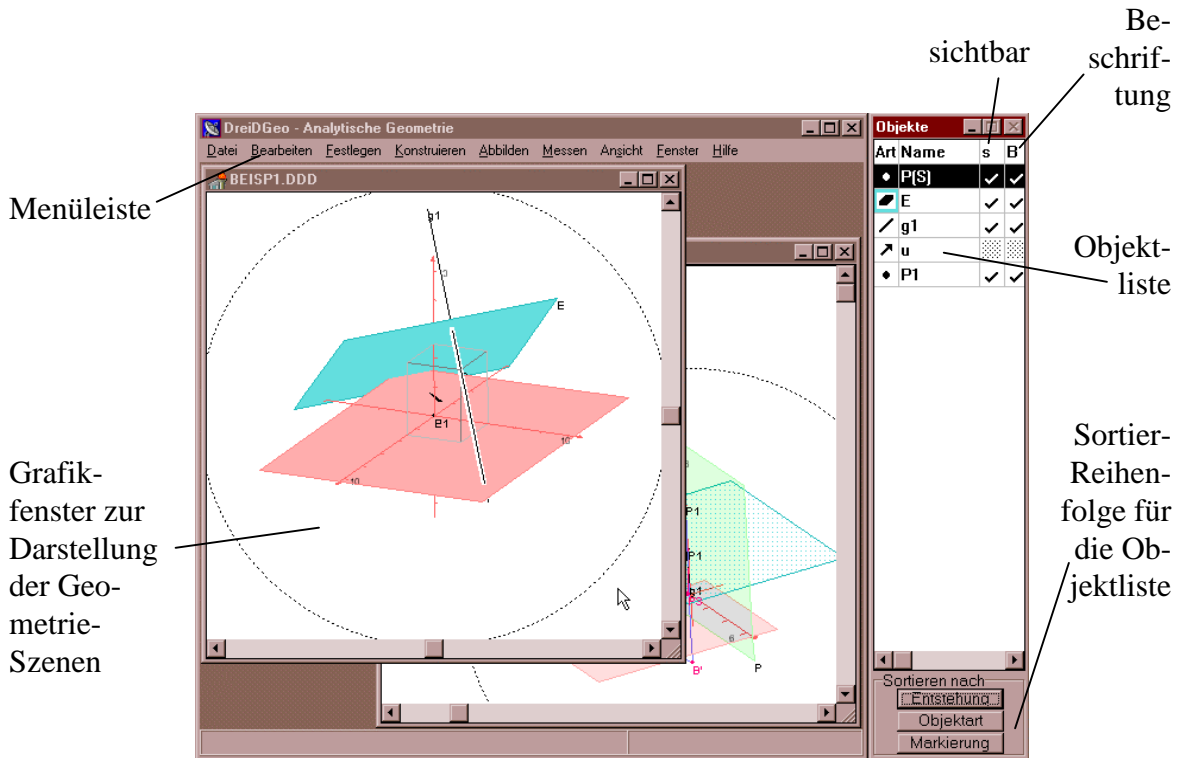 Be-
schrif-
tung
sichtbar
DreiDGeo - Analytische Geometrie
Datei Bearbeiten Festlegen Konstruieren Abbilden Messen Ansicht Fenster Hilfe
BEISP1.DDD
g1
E
P1
10
10
P1
P1
g1
6
B'
P
Objekte
Art Name s B
P(S)
E
g1
u
P1
Sortieren nach
Entstehung
Objektart
Markierung
Menüleiste
Objekt-
liste
Grafik-
fenster zur
Darstellung
der Geo-
metrie-
Szenen
Sortier-
Reihen-
folge für
die Ob-
jektliste